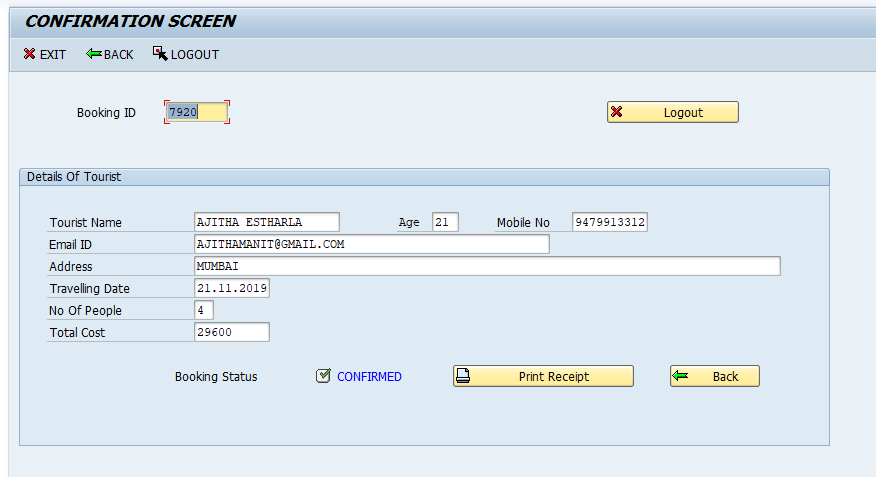 CONFIRMATION SCREEN
EXIT BACK LOGOUT
Booking ID 7920 Logout
Details Of Tourist
Tourist Name AJITHA ESTHARLA Age 21 Mobile No 9479913312
Email ID AJITHAMANIT@GMAIL.COM
Address MUMBAI
Travelling Date 21.11.2019
No Of People 4
Total Cost 29600
Booking Status CONFIRMED Print Receipt Back